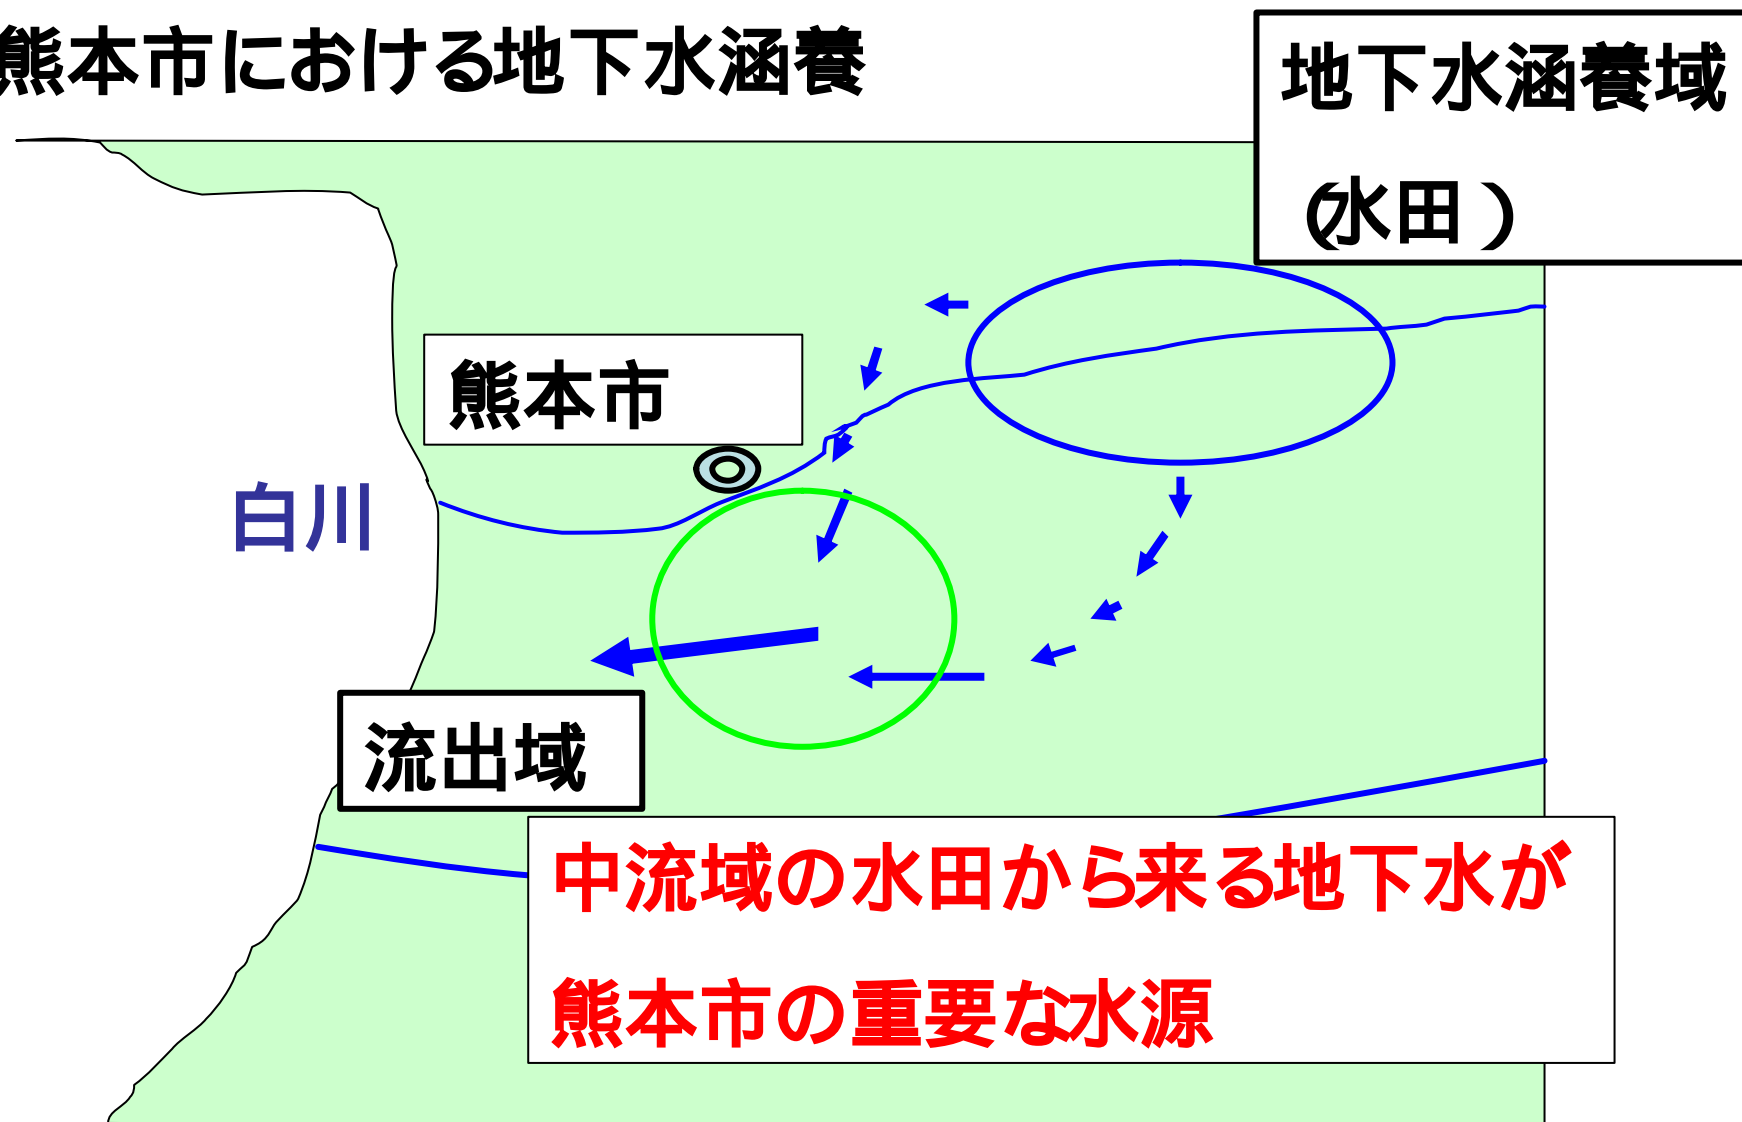 熊本市における地下水涵養
地下水涵養域
（水田）
熊本市
白川
流出域
中流域の水田から来る地下水が
熊本市の重要な水源